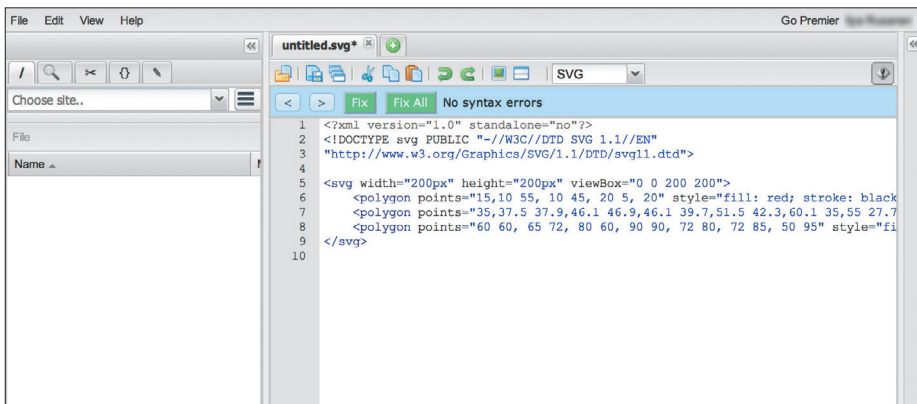 File Edit View Help Go Premier
untitled.svg*
Choose site.. SVG
< > Fix Fix All No syntax errors
File
Name
1 <?xml version="1.0" standalone="no"?>
2 <!DOCTYPE svg PUBLIC "-//W3C//DTD SVG 1.1//EN"
3 "http://www.w3.org/Graphics/SVG/1.1/DTD/svg11.dtd">
4
5 <svg width="200px" height="200px" viewBox="0 0 200 200">
6 <polygon points="15,10 55, 10 45, 20 5, 20" style="fill: red; stroke: black
7 <polygon points="35,37.5 37.9,46.1 46.9,46.1 39.7,51.5 42.3,60.1 35,55 27.7
8 <polygon points="60 60, 65 72, 80 60, 90 90, 72 80, 72 85, 50 95" style="fi
9 </svg>
10